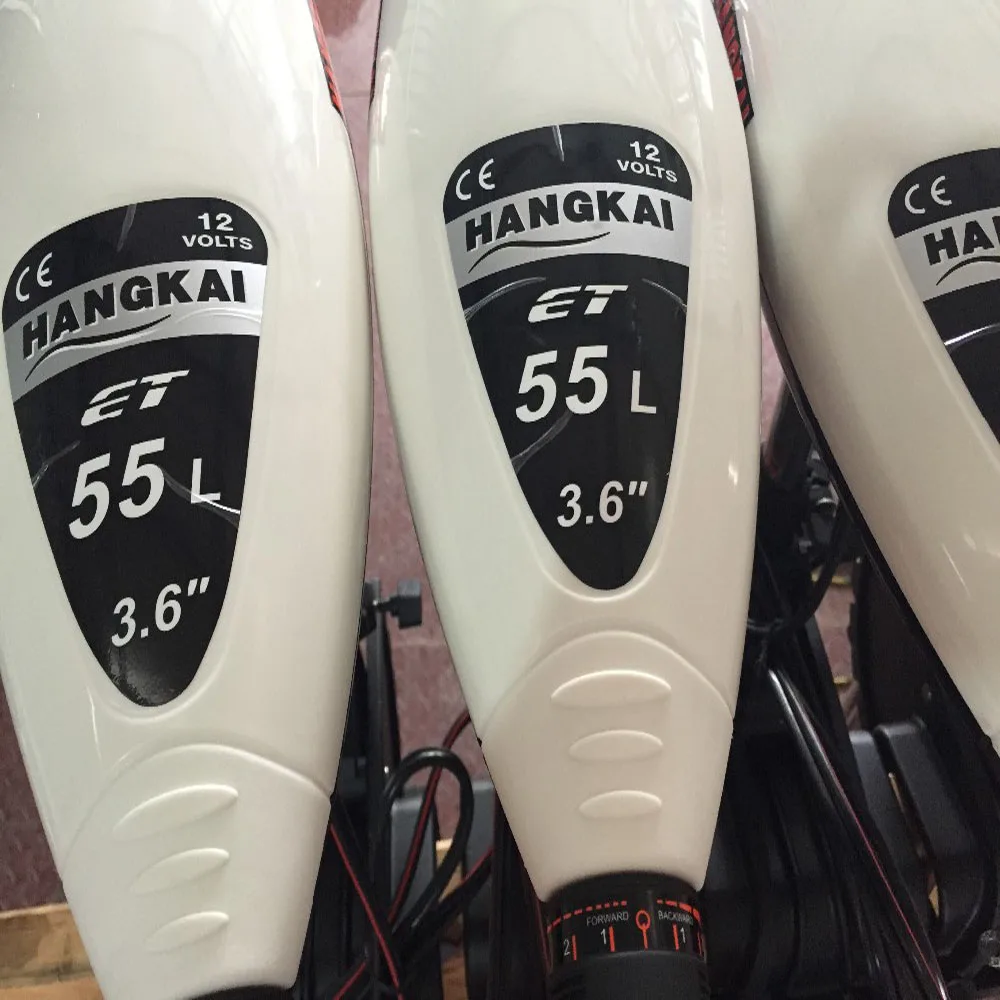 CE
12
VOLTS
HANGKAI
ET
55 L
3.6"
CE
12
VOLTS
HANGKAI
ET
55 L
3.6"
FORWARD BACKWARD
2 1 1
CE
HA